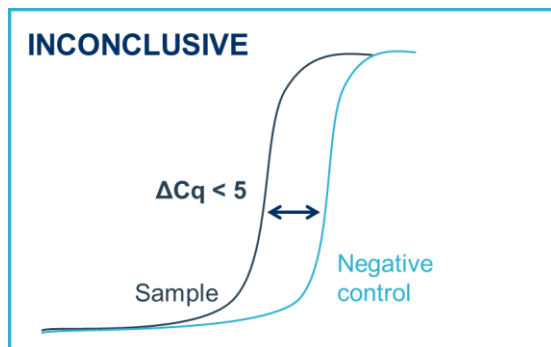 INCONCLUSIVE
ΔCq < 5
Sample
Negative
control